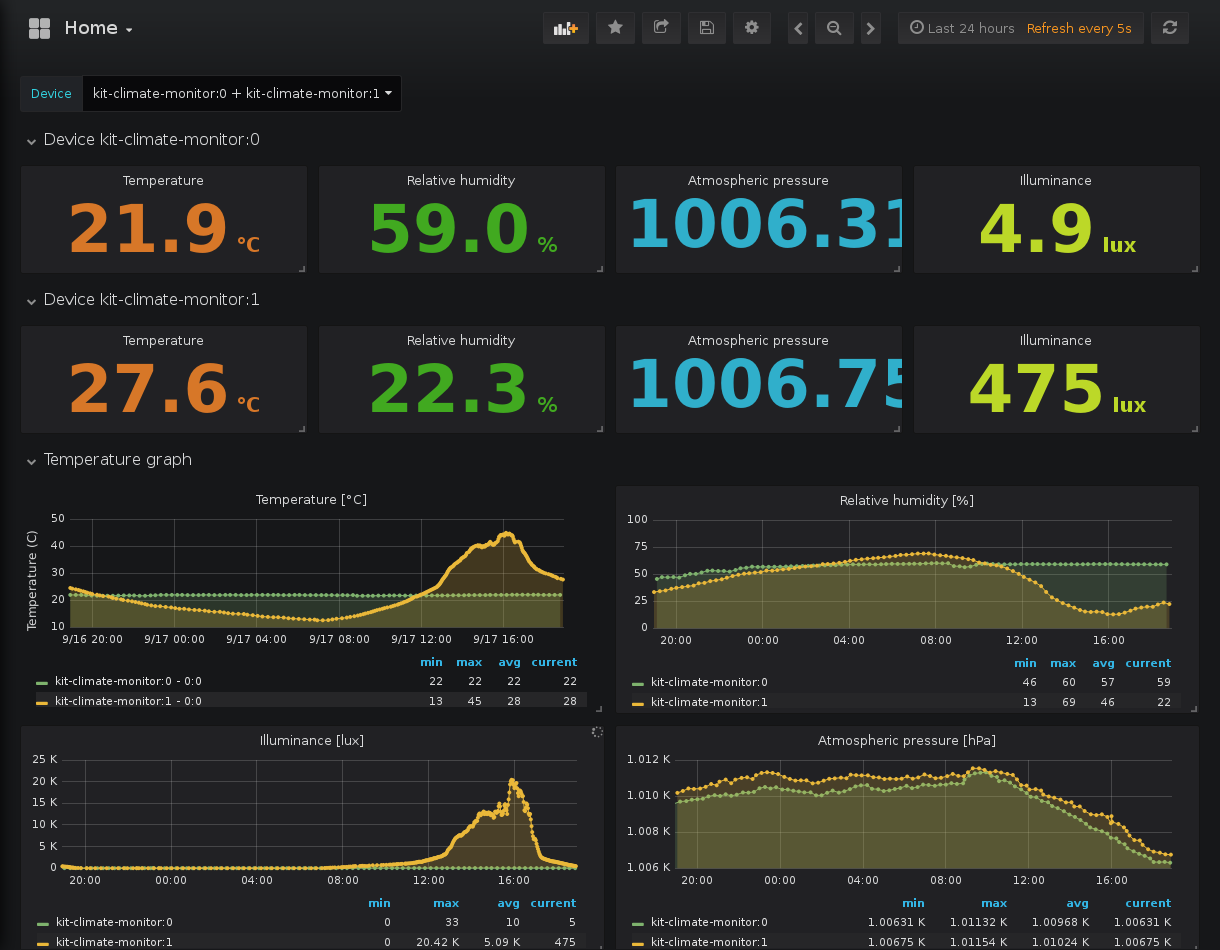 Home
Last 24 hours Refresh every 5s
Device kit-climate-monitor:0 + kit-climate-monitor:1
Device kit-climate-monitor:0
Temperature Relative humidity Atmospheric pressure Illuminance
21.9 °C 59.0 % 1006.31 4.9 lux
Device kit-climate-monitor:1
Temperature Relative humidity Atmospheric pressure Illuminance
27.6 °C 22.3 % 1006.75 475 lux
Temperature graph
Temperature [°C]
Temperature (C)
50
40
30
20
10
9/16 20:00 9/17 00:00 9/17 04:00 9/17 08:00 9/17 12:00 9/17 16:00
min max avg current
kit-climate-monitor:0 - 0:0 22 22 22 22
kit-climate-monitor:1 - 0:0 13 45 28 28
Relative humidity [%]
100
75
50
25
0
20:00 00:00 04:00 08:00 12:00 16:00
min max avg current
kit-climate-monitor:0 46 60 57 59
kit-climate-monitor:1 13 69 46 22
Illuminance [lux]
25 K
20 K
15 K
10 K
5 K
0
20:00 00:00 04:00 08:00 12:00 16:00
min max avg current
kit-climate-monitor:0 0 33 10 5
kit-climate-monitor:1 0 20.42 K 5.09 K 475
Atmospheric pressure [hPa]
1.012 K
1.010 K
1.008 K
1.006 K
20:00 00:00 04:00 08:00 12:00 16:00
min max avg current
kit-climate-monitor:0 1.00631 K 1.01132 K 1.00968 K 1.00631 K
kit-climate-monitor:1 1.00675 K 1.01154 K 1.01024 K 1.00675 K